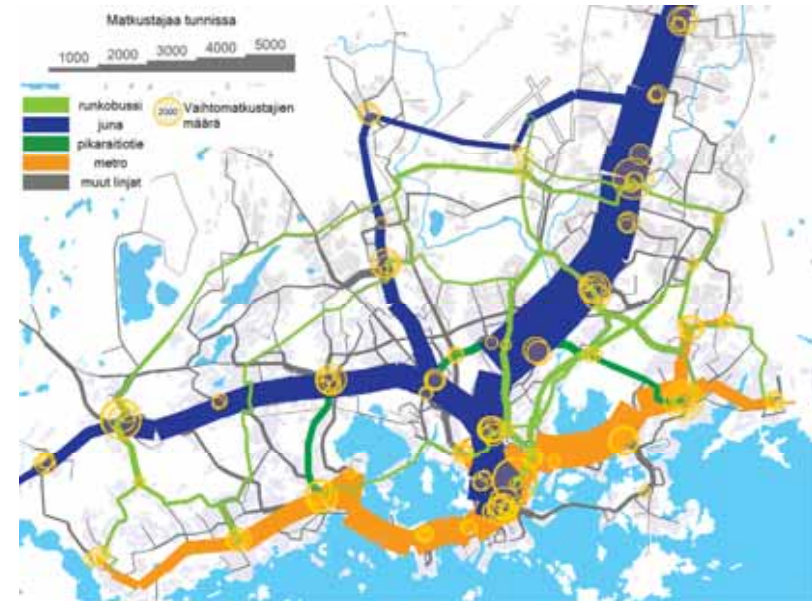 Matkustajaa tunnissa
1000 2000 3000 4000 5000
runkobussi
juna
pikaraitiotie
metro
muut linjat
2000 Vaihtomatkustajien
määrä